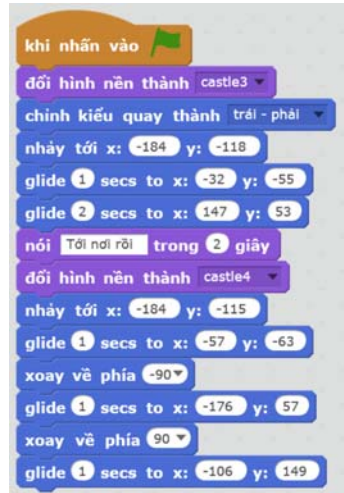 khi nhấn vào
đổi hình nền thành castle3
chỉnh kiểu quay thành trái - phải
nhảy tới x: -184 y: -118
glide 1 secs to x: -32 y: -55
glide 2 secs to x: 147 y: 53
nói Tới nơi rồi trong 2 giây
đổi hình nền thành castle4
nhảy tới x: -184 y: -115
glide 1 secs to x: -57 y: -63
xoay về phía -90
glide 1 secs to x: -176 y: 57
xoay về phía 90
glide 1 secs to x: -106 y: 149